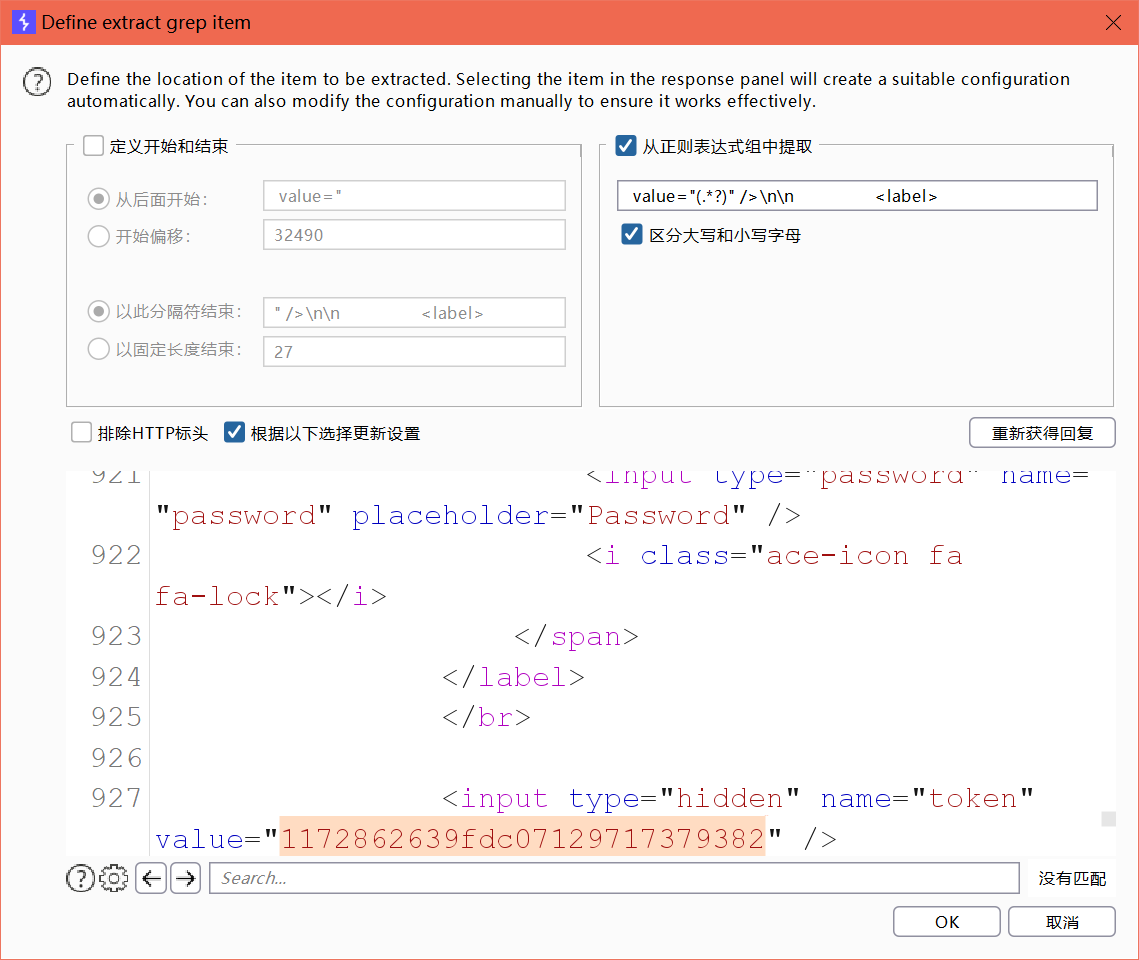 Define extract grep item
Define the location of the item to be extracted. Selecting the item in the response panel will create a suitable configuration
automatically. You can also modify the configuration manually to ensure it works effectively.
定义开始和结束
从后面开始: value="
开始偏移: 32490
以此分隔符结束: " />\n\n                <label>
以固定长度结束: 27
从正则表达式组中提取
value="(.*?)" />\n\n                <label>
区分大写和小写字母
排除HTTP标头 根据以下选择更新设置 重新获得回复
921 <input type="password" name=
"password" placeholder="Password" />
922 <i class="ace-icon fa
fa-lock"></i>
923 </span>
924 </label>
925 </br>
926
927 <input type="hidden" name="token"
value="1172862639fdc07129717379382" />
Search... 没有匹配
OK 取消